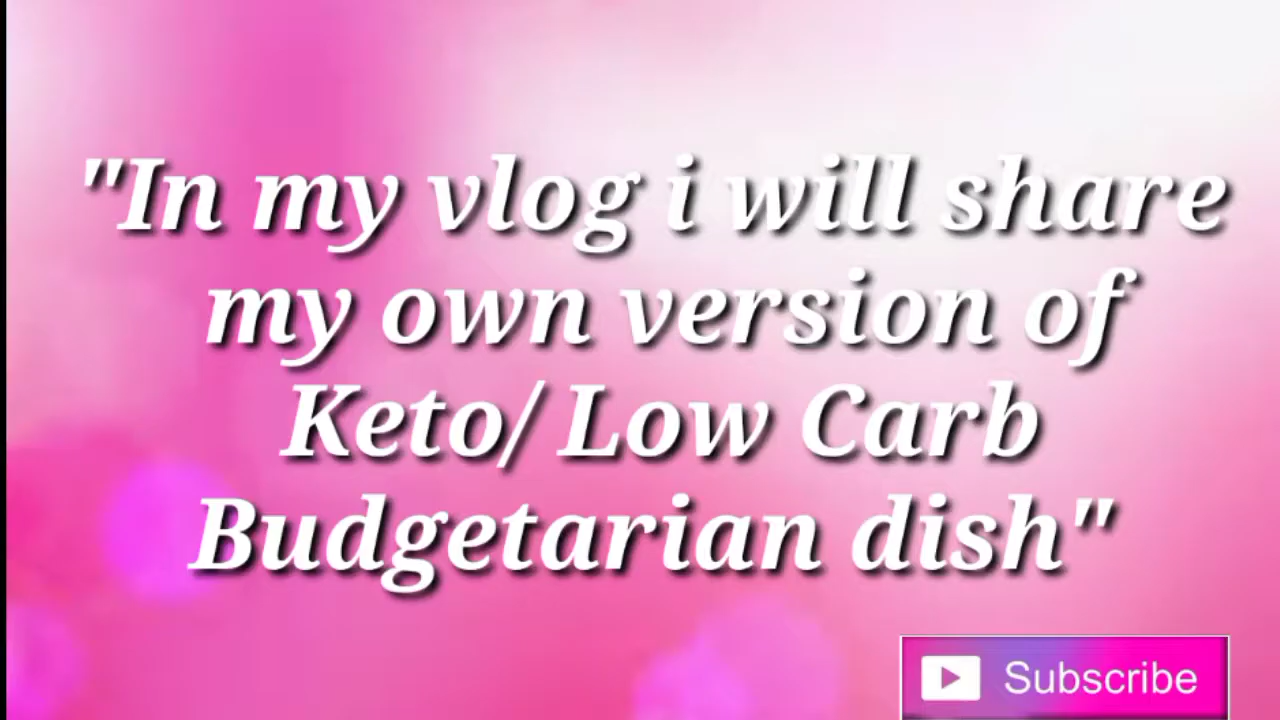 "In my vlog i will share
my own version of
Keto/ Low Carb
Budgetarian dish"
Subscribe